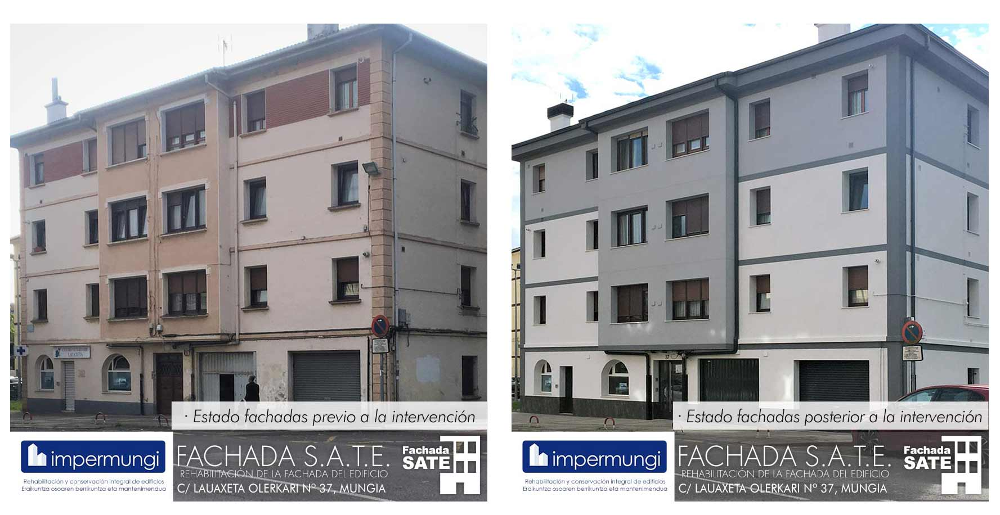 CENTRO VETERINARIO
LAUAXETA
· Estado fachadas previo a la intervención
impermungi
Rehabilitación y conservación integral de edificios
Eraikuntza osoaren berrikuntza eta mantenimendua
FACHADA S.A.T.E.
REHABILITACIÓN DE LA FACHADA DEL EDIFICIO
C/ LAUAXETA OLERKARI Nº 37, MUNGIA
Fachada
SATE
37
· Estado fachadas posterior a la intervención
impermungi
Rehabilitación y conservación integral de edificios
Eraikuntza osoaren berrikuntza eta mantenimendua
FACHADA S.A.T.E.
REHABILITACIÓN DE LA FACHADA DEL EDIFICIO
C/ LAUAXETA OLERKARI Nº 37, MUNGIA
Fachada
SATE